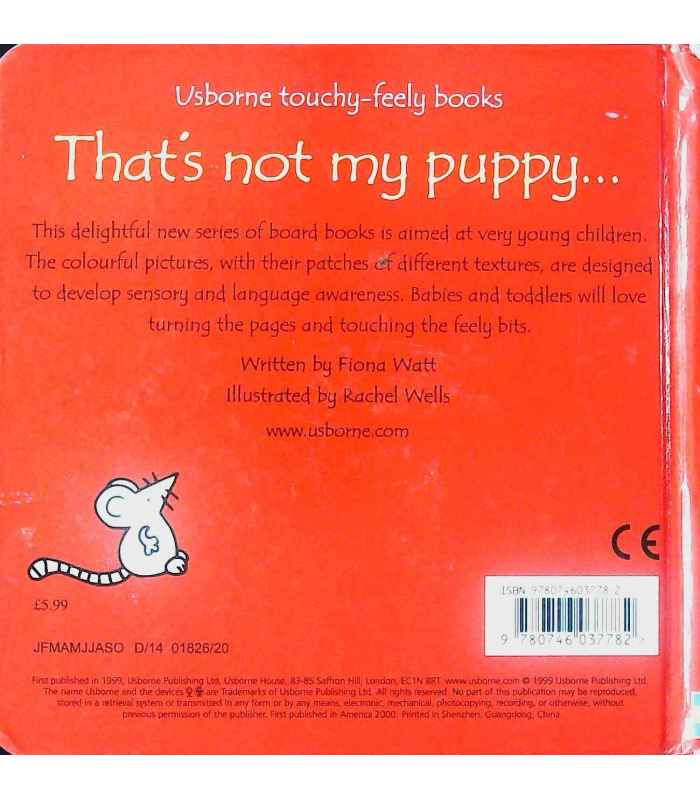 Usborne touchy-feely books
That's not my puppy...
This delightful new series of board books is aimed at very young children.
The colourful pictures, with their patches of different textures, are designed
to develop sensory and language awareness. Babies and toddlers will love
turning the pages and touching the feely bits.
Written by Fiona Watt
Illustrated by Rachel Wells
www.usborne.com
CE
ISBN 9780746037782
9 780746 037782 >
£5.99
JFMAMJJASO D/14 01826/20
First published in 1999, Usborne Publishing Ltd, Usborne House, 83-85 Saffron Hill, London, EC1N 8RT. www.usborne.com © 1999 Usborne Publishing Ltd.
The name Usborne and the devices are Trademarks of Usborne Publishing Ltd. All rights reserved. No part of this publication may be reproduced,
stored in a retrieval system or transmitted in any form or by any means, electronic, mechanical, photocopying, recording, or otherwise, without
previous permission of the publisher. First published in America 2000. Printed in Shenzhen, Guangdong, China